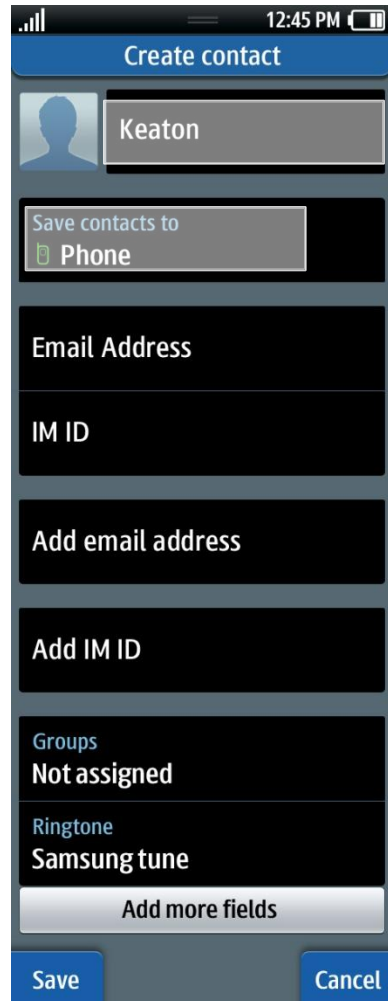 12:45 PM
Create contact
Keaton
Save contacts to
Phone
Email Address
IM ID
Add email address
Add IM ID
Groups
Not assigned
Ringtone
Samsung tune
Add more fields
Save
Cancel